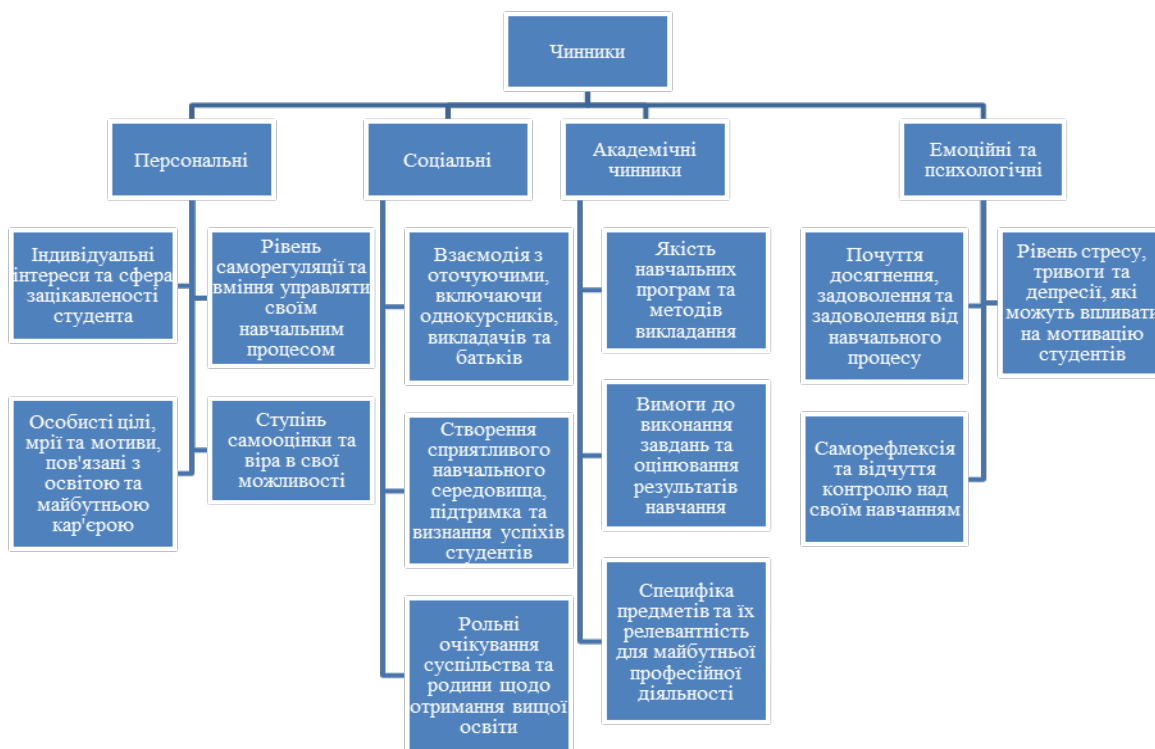 Чинники
Персональні
Соціальні
Академічні
чинники
Емоційні та
психологічні
Індивідуальні
інтереси та сфера
зацікавленості
студента
Рівень
саморегуляції та
вміння управляти
своїм
навчальним
процесом
Особисті цілі,
мрії та мотиви,
пов'язані з
освітою та
майбутньою
кар'єрою
Ступінь
самооцінки та
віра в свої
можливості
Взаємодія з
оточуючими,
включаючи
однокурсників,
викладачів та
батьків
Створення
сприятливого
навчального
середовища,
підтримка та
визнання успіхів
студентів
Рольні
очікування
суспільства та
родини щодо
отримання вищої
освіти
Якість
навчальних
програм та
методів
викладання
Вимоги до
виконання
завдань та
оцінювання
результатів
навчання
Специфіка
предметів та їх
релевантність
для майбутньої
професійної
діяльності
Почуття
досягнення,
задоволення та
задоволення від
навчального
процесу
Рівень стресу,
тривоги та
депресії, які
можуть впливати
на мотивацію
студентів
Саморефлексія
та відчуття
контролю над
своїм навчанням